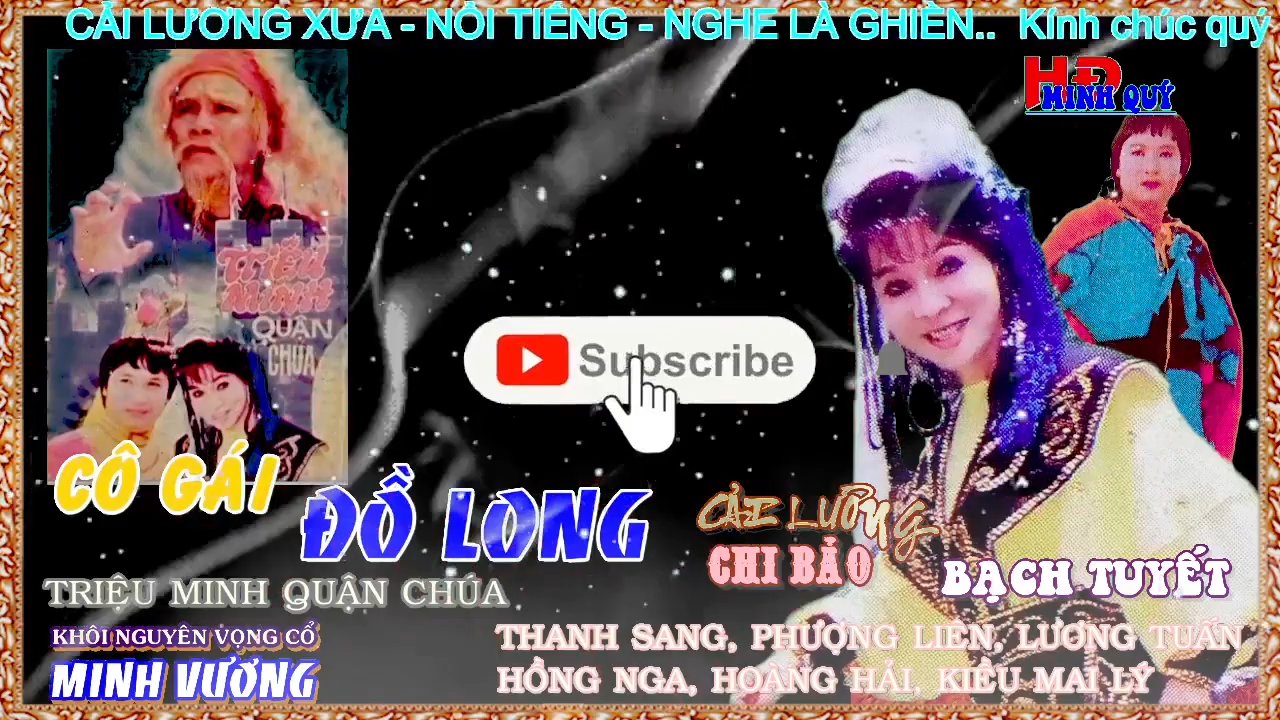 CẢI LƯƠNG XƯA - NỔI TIẾNG - NGHE LÀ GHIỀN.. Kính chúc quý
HĐ
MINH QUÝ
TRIỆU
MINH
QUẬN
CHÚA
Subscribe
CÔ GÁI
ĐỒ LONG
CẢI LƯƠNG
CHI BẢO
BẠCH TUYẾT
TRIỆU MINH QUẬN CHÚA
KHÔI NGUYÊN VỌNG CỔ
MINH VƯƠNG
THANH SANG, PHƯỢNG LIÊN, LƯƠNG TUẤN
HỒNG NGA, HOÀNG HẢI, KIỀU MAI LÝ